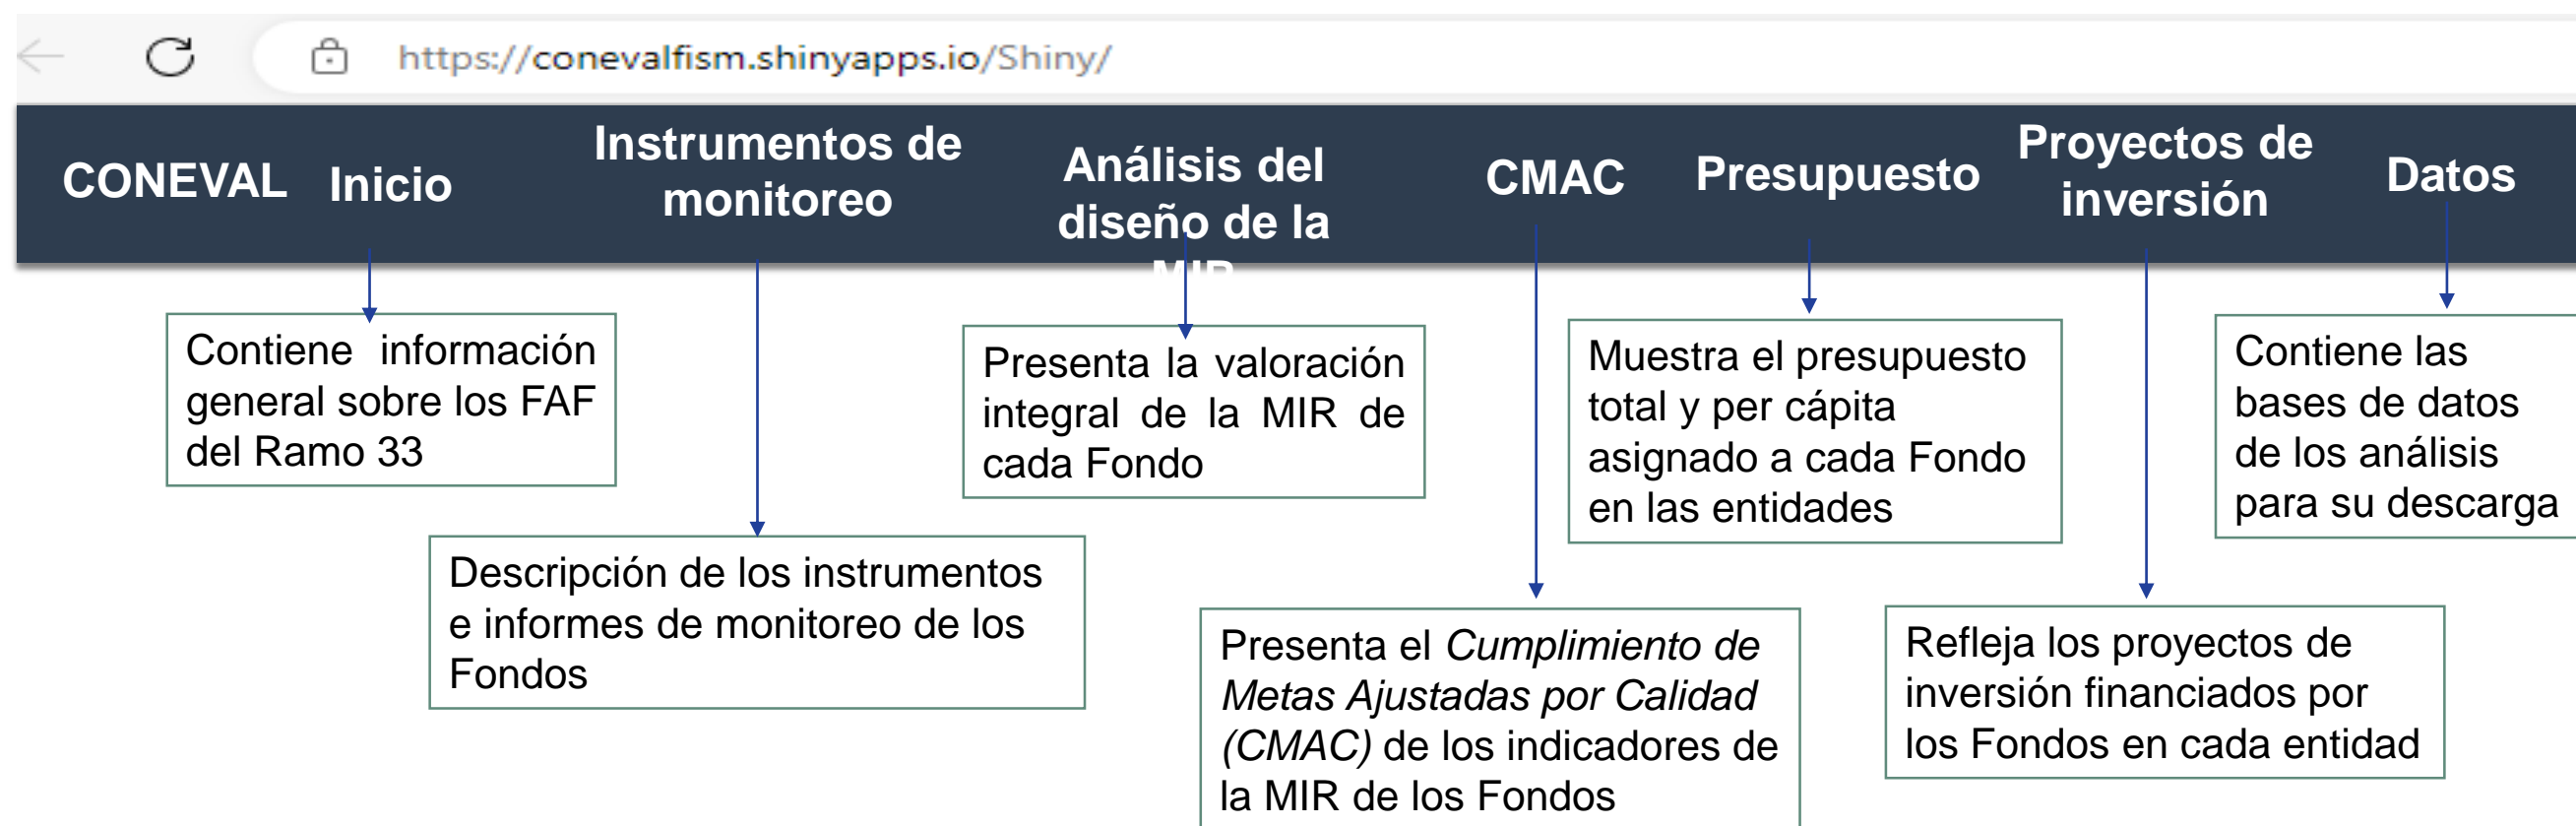 https://conevalfism.shinyapps.io/Shiny/
CONEVAL
Inicio
Instrumentos de
monitoreo
Análisis del
diseño de la
MIR
CMAC
Presupuesto
Proyectos de
inversión
Datos
Contiene información
general sobre los FAF
del Ramo 33
Descripción de los instrumentos
e informes de monitoreo de los
Fondos
Presenta la valoración
integral de la MIR de
cada Fondo
Presenta el Cumplimiento de
Metas Ajustadas por Calidad
(CMAC) de los indicadores de
la MIR de los Fondos
Muestra el presupuesto
total y per cápita
asignado a cada Fondo
en las entidades
Refleja los proyectos de
inversión financiados por
los Fondos en cada entidad
Contiene las
bases de datos
de los análisis
para su descarga